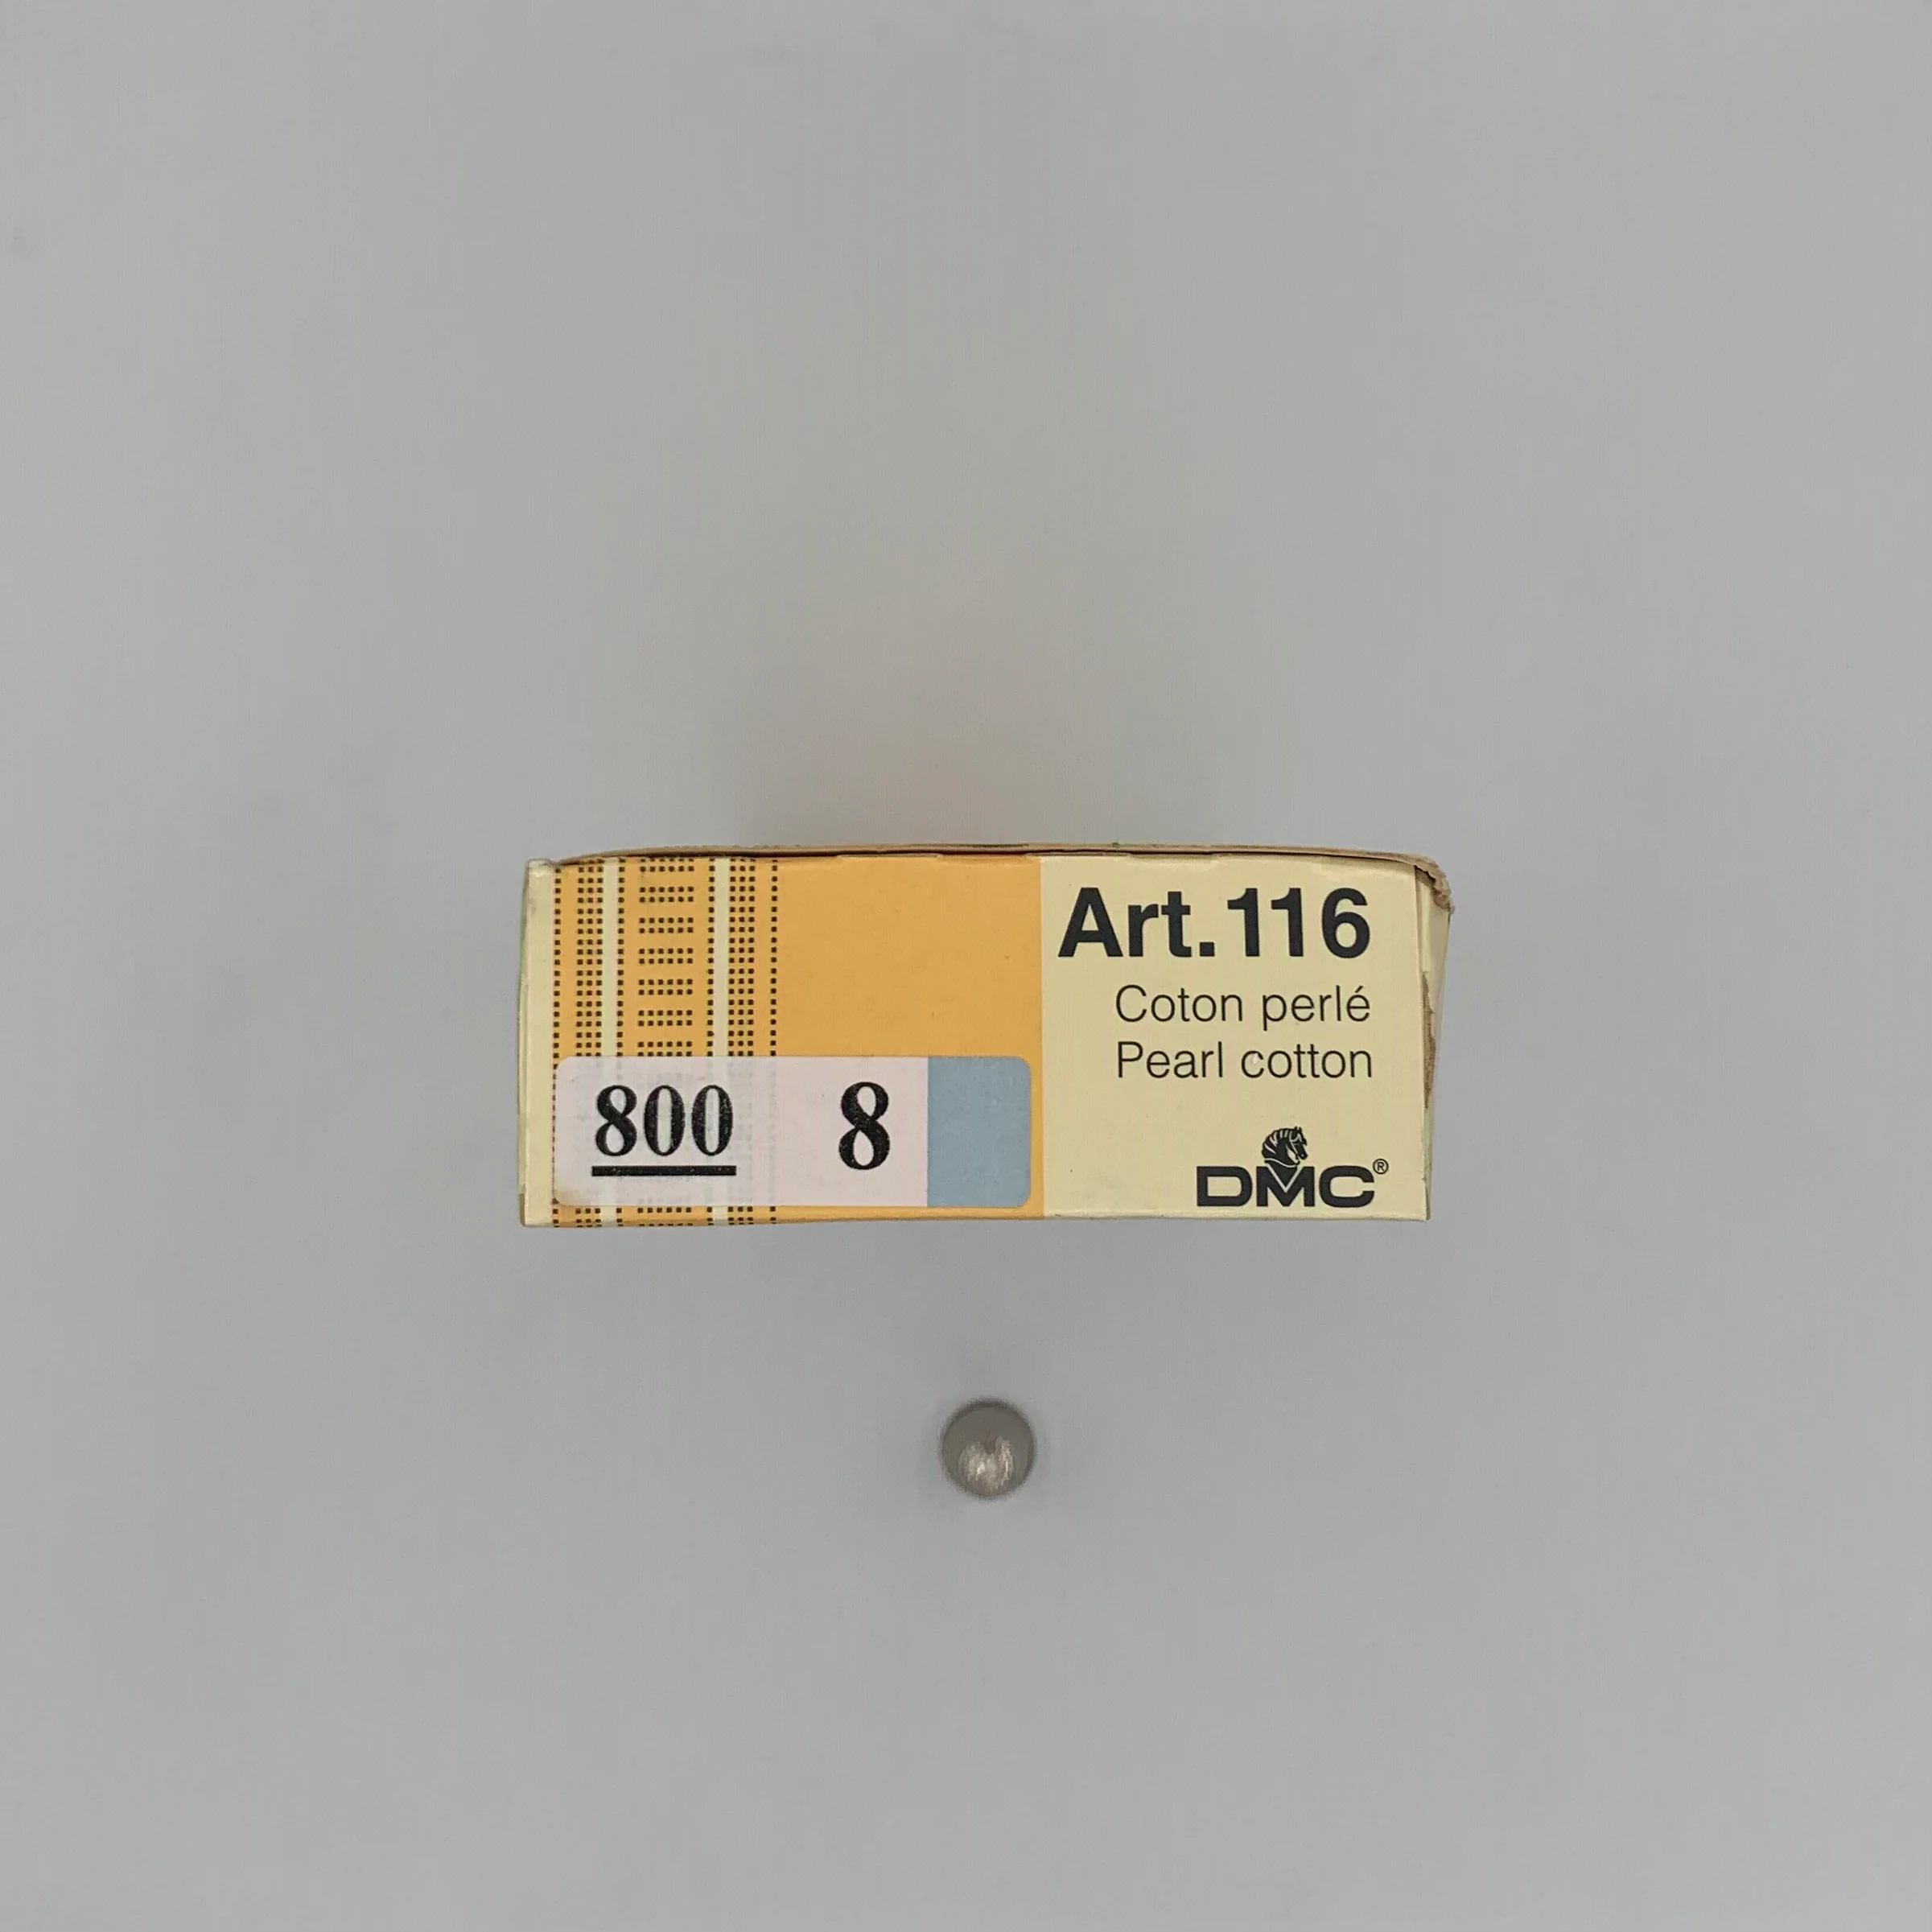 Art.116
Coton perlé
Pearl cotton
800 8
DMC®